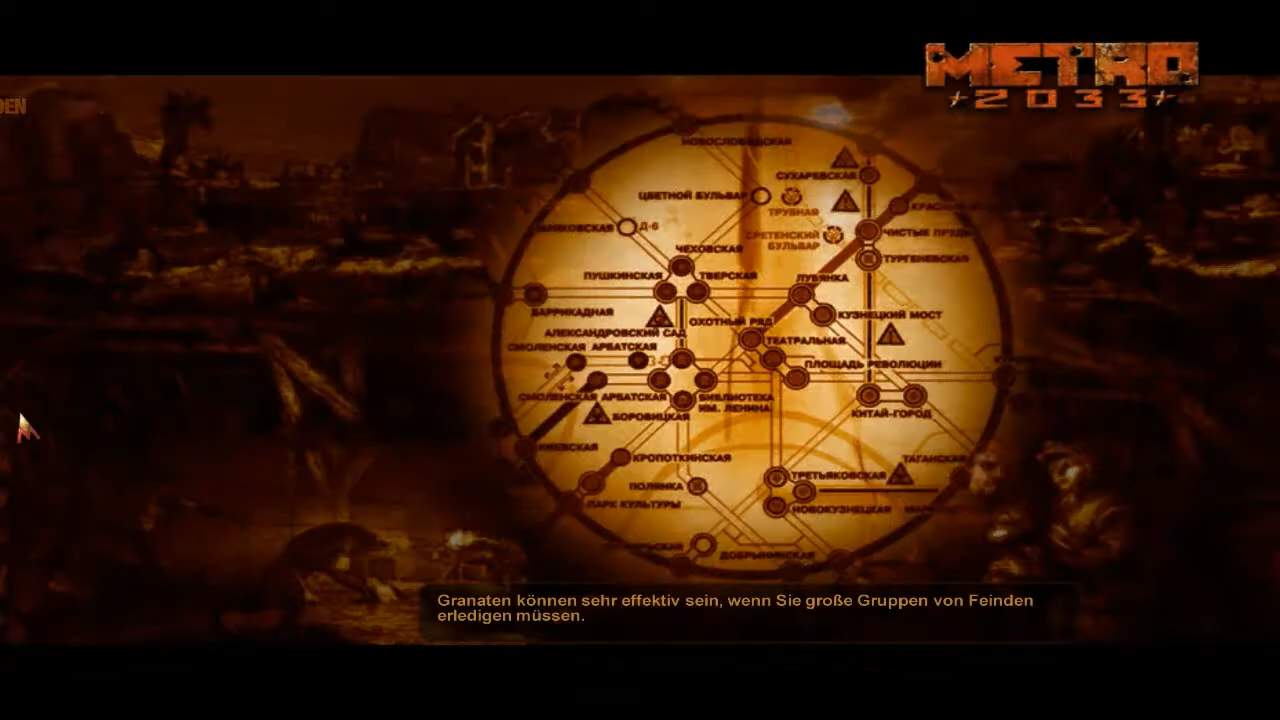 METRO
2033
DEN
НОВОСЛОБОДСКАЯ
СУХАРЕВСКАЯ
ЦВЕТНОЙ БУЛЬВАР
ТРУБНАЯ
МАЯКОВСКАЯ
Д-6
ЧИСТЫЕ ПРУДЫ
СРЕТЕНСКИЙ
БУЛЬВАР
ЧЕХОВСКАЯ
ТУРГЕНЕВСКАЯ
ПУШКИНСКАЯ
ТВЕРСКАЯ
ЛУБЯНКА
БАРРИКАДНАЯ
КУЗНЕЦКИЙ МОСТ
ОХОТНЫЙ РЯД
АЛЕКСАНДРОВСКИЙ САД
ТЕАТРАЛЬНАЯ
СМОЛЕНСКАЯ АРБАТСКАЯ
ПЛОЩАДЬ РЕВОЛЮЦИИ
СМОЛЕНСКАЯ АРБАТСКАЯ
БИБЛИОТЕКА
ИМ. ЛЕНИНА
БОРОВИЦКАЯ
КИТАЙ-ГОРОД
КИЕВСКАЯ
КРОПОТКИНСКАЯ
ТАГАНСКАЯ
ТРЕТЬЯКОВСКАЯ
ПОЛЯНКА
ПАРК КУЛЬТУРЫ
НОВОКУЗНЕЦКАЯ
ДОБРЫНИНСКАЯ
Granaten können sehr effektiv sein, wenn Sie große Gruppen von Feinden
erledigen müssen.